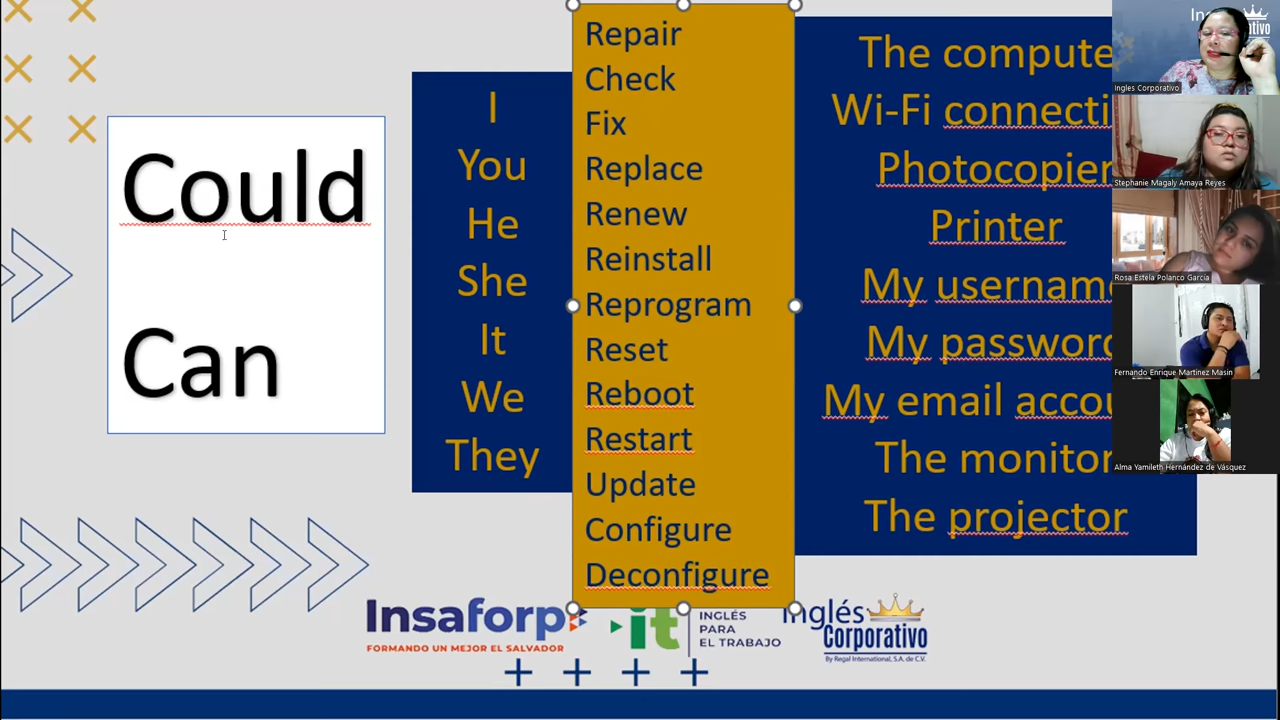 Could
Can
I
You
He
She
It
We
They
Repair
Check
Fix
Replace
Renew
Reinstall
Reprogram
Reset
Reboot
Restart
Update
Configure
Deconfigure
The compute
Wi-Fi connecti
Photocopier
Printer
My usernam
My password
My email accou
The monitor
The projector
Insaforp
FORMANDO UN MEJOR EL SALVADOR
it
INGLÉS
PARA
EL TRABAJO
Inglés
Corporativo
By Regal International, S.A. de C.V.
Ingles Corporativo
Stephanie Magaly Amaya Reyes
Rosa Estela Polanco García
Fernando Enrique Martinez Masin
Alma Yamileth Hernández de Vásquez